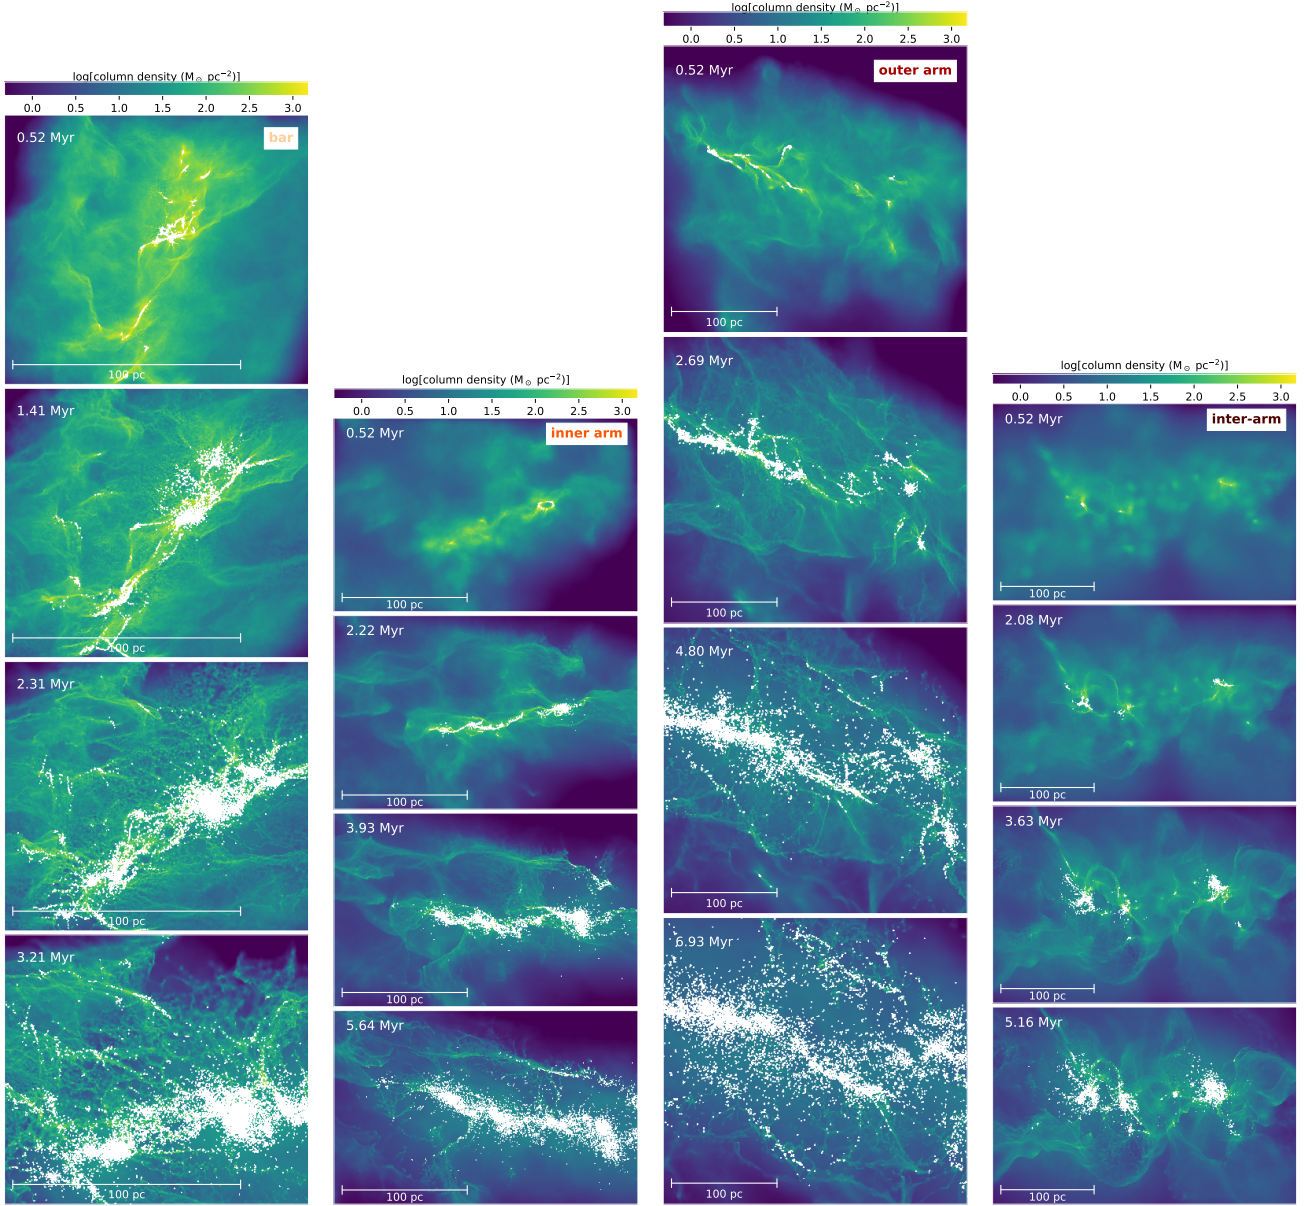 log[column density (M⊙ pc⁻²)]
0.0 0.5 1.0 1.5 2.0 2.5 3.0
0.52 Myr
bar
100 pc
1.41 Myr
100 pc
2.31 Myr
100 pc
3.21 Myr
100 pc
log[column density (M⊙ pc⁻²)]
0.0 0.5 1.0 1.5 2.0 2.5 3.0
0.52 Myr
inner arm
100 pc
2.22 Myr
100 pc
3.93 Myr
100 pc
5.64 Myr
100 pc
log[column density (M⊙ pc⁻²)]
0.0 0.5 1.0 1.5 2.0 2.5 3.0
0.52 Myr
outer arm
100 pc
2.69 Myr
100 pc
4.80 Myr
100 pc
6.93 Myr
100 pc
log[column density (M⊙ pc⁻²)]
0.0 0.5 1.0 1.5 2.0 2.5 3.0
0.52 Myr
inter-arm
100 pc
2.08 Myr
100 pc
3.63 Myr
100 pc
5.16 Myr
100 pc